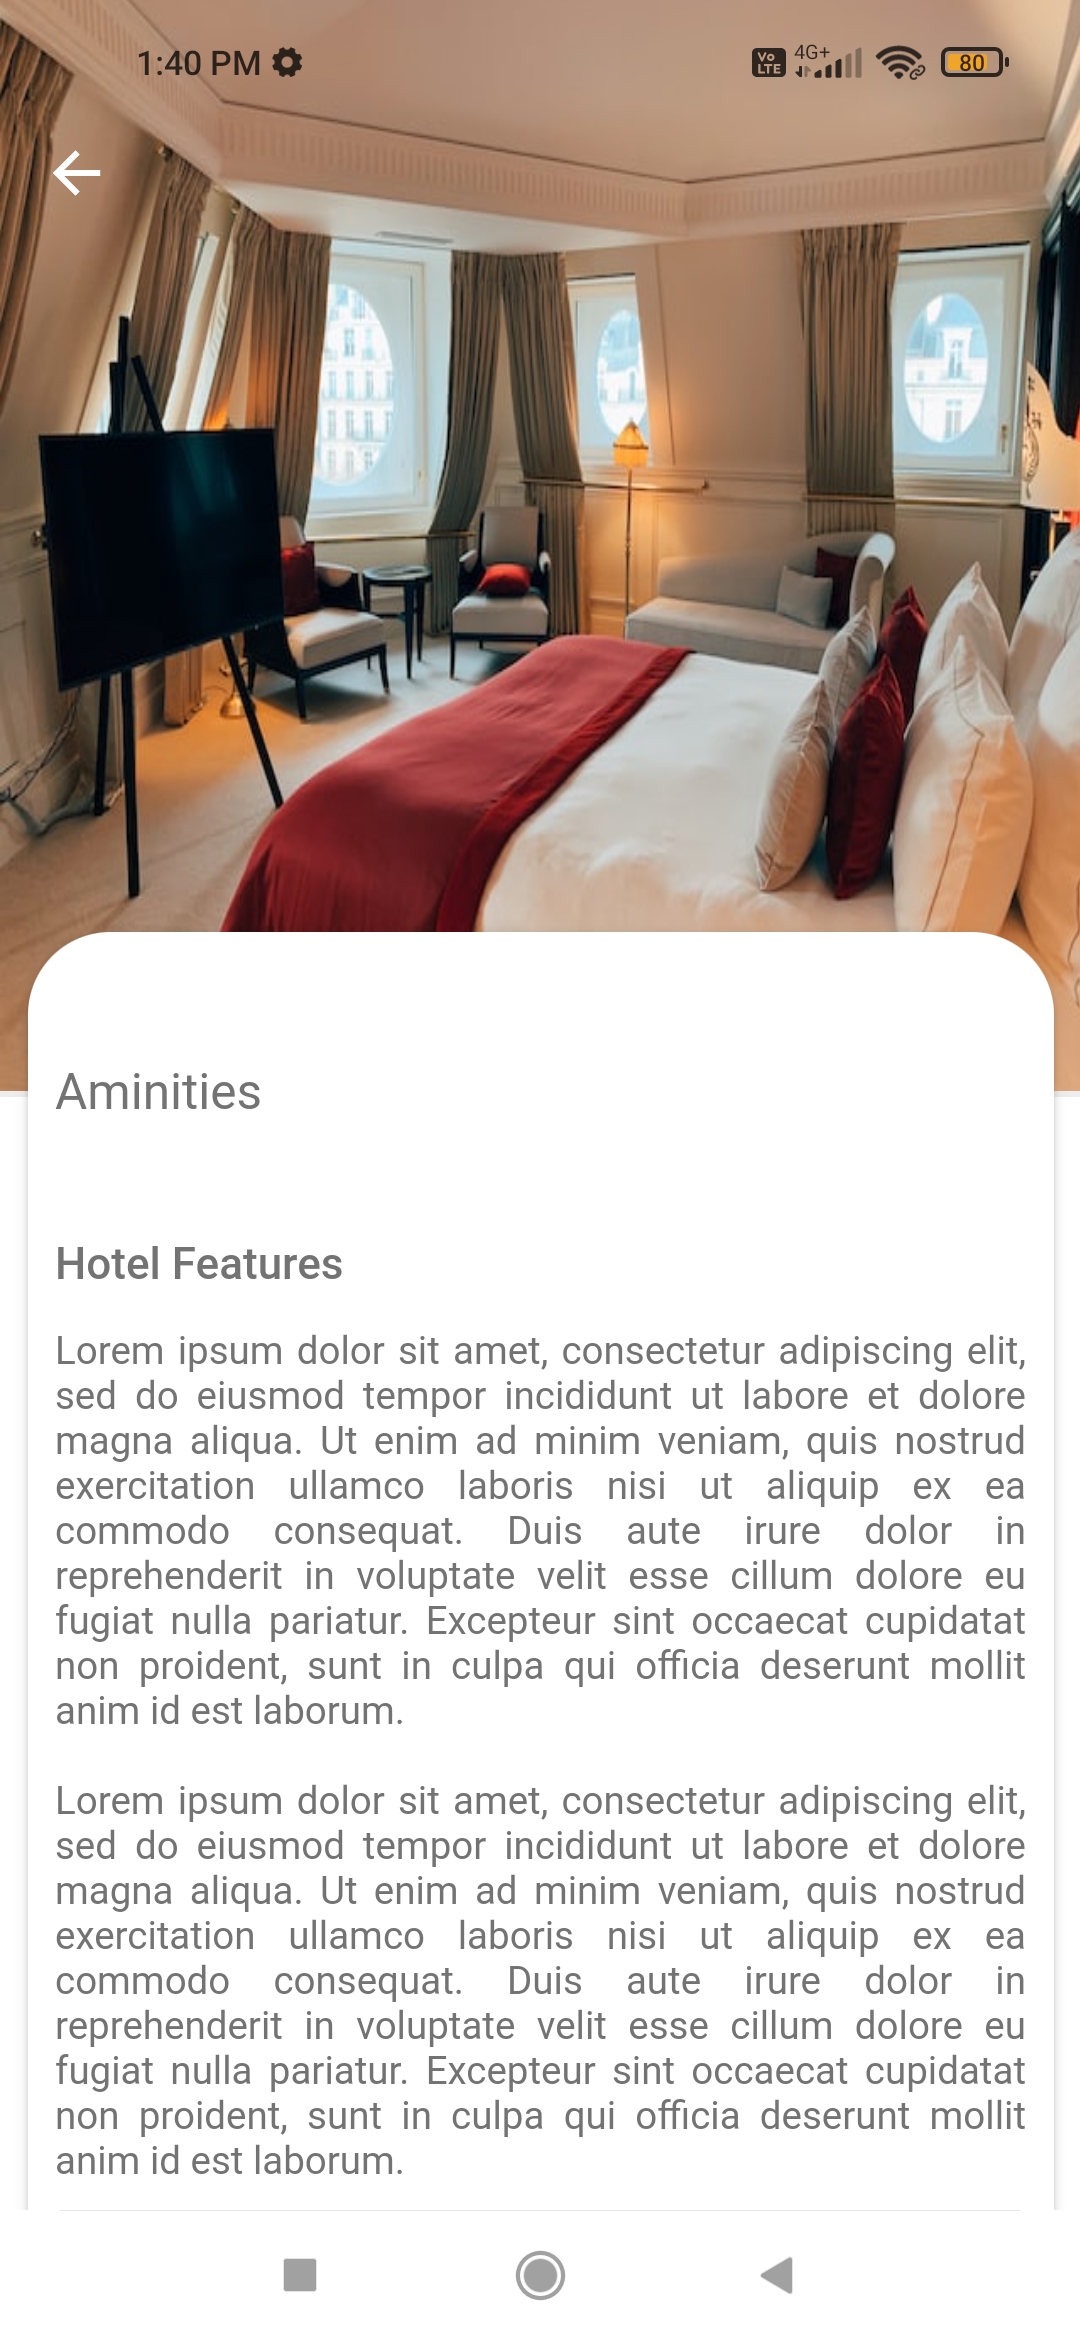 1:40 PM
Vo LTE 4G+ 80
Aminities
Hotel Features
Lorem ipsum dolor sit amet, consectetur adipiscing elit,
sed do eiusmod tempor incididunt ut labore et dolore
magna aliqua. Ut enim ad minim veniam, quis nostrud
exercitation ullamco laboris nisi ut aliquip ex ea
commodo consequat. Duis aute irure dolor in
reprehenderit in voluptate velit esse cillum dolore eu
fugiat nulla pariatur. Excepteur sint occaecat cupidatat
non proident, sunt in culpa qui officia deserunt mollit
anim id est laborum.
Lorem ipsum dolor sit amet, consectetur adipiscing elit,
sed do eiusmod tempor incididunt ut labore et dolore
magna aliqua. Ut enim ad minim veniam, quis nostrud
exercitation ullamco laboris nisi ut aliquip ex ea
commodo consequat. Duis aute irure dolor in
reprehenderit in voluptate velit esse cillum dolore eu
fugiat nulla pariatur. Excepteur sint occaecat cupidatat
non proident, sunt in culpa qui officia deserunt mollit
anim id est laborum.